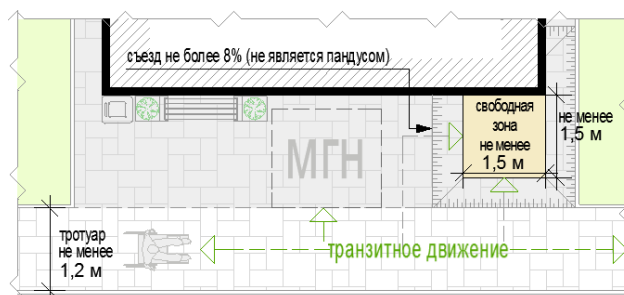 съезд не более 8% (не является пандусом)
свободная
зона
не менее
1,5 м
не менее
1,5 м
МГН
тротуар
не менее
1,2 м
транзитное движение